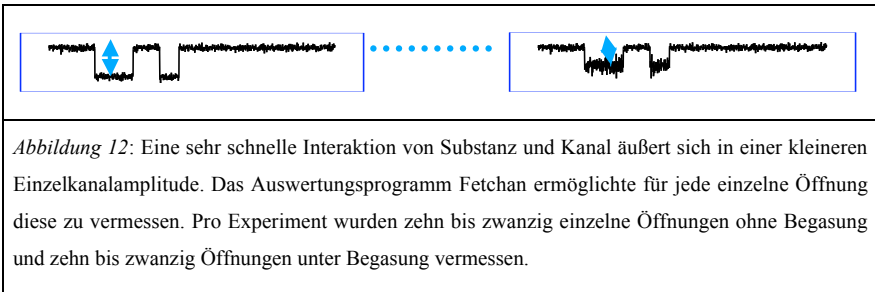 Abbildung 12: Eine sehr schnelle Interaktion von Substanz und Kanal äußert sich in einer kleineren
Einzelkanalamplitude. Das Auswertungsprogramm Fetchan ermöglichte für jede einzelne Öffnung
diese zu vermessen. Pro Experiment wurden zehn bis zwanzig einzelne Öffnungen ohne Begasung
und zehn bis zwanzig Öffnungen unter Begasung vermessen.